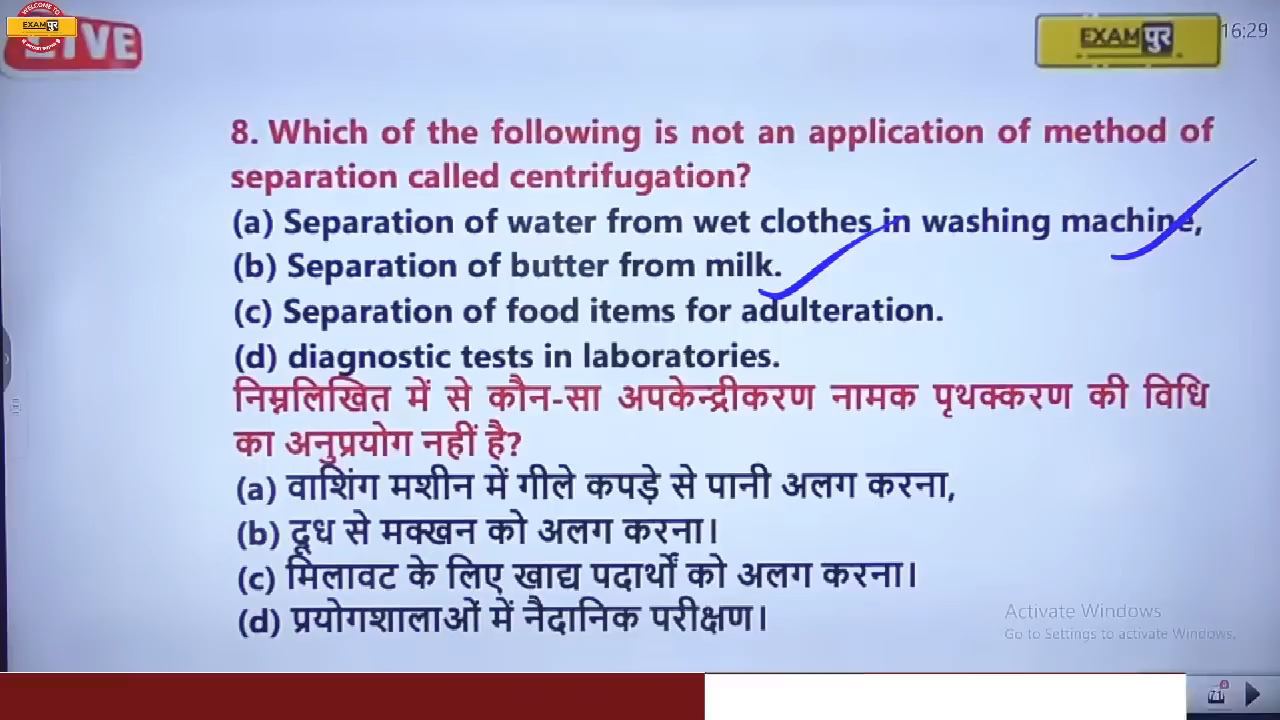 WELCOME TO
EXAMपुर
LIVE
EXAMपुर
16:29
8. Which of the following is not an application of method of
separation called centrifugation?
(a) Separation of water from wet clothes in washing machine,
(b) Separation of butter from milk.
(c) Separation of food items for adulteration.
(d) diagnostic tests in laboratories.
निम्नलिखित में से कौन-सा अपकेन्द्रीकरण नामक पृथक्करण की विधि
का अनुप्रयोग नहीं है?
(a) वाशिंग मशीन में गीले कपड़े से पानी अलग करना,
(b) दूध से मक्खन को अलग करना।
(c) मिलावट के लिए खाद्य पदार्थों को अलग करना।
(d) प्रयोगशालाओं में नैदानिक परीक्षण।
Activate Windows
Go to Settings to activate Windows.